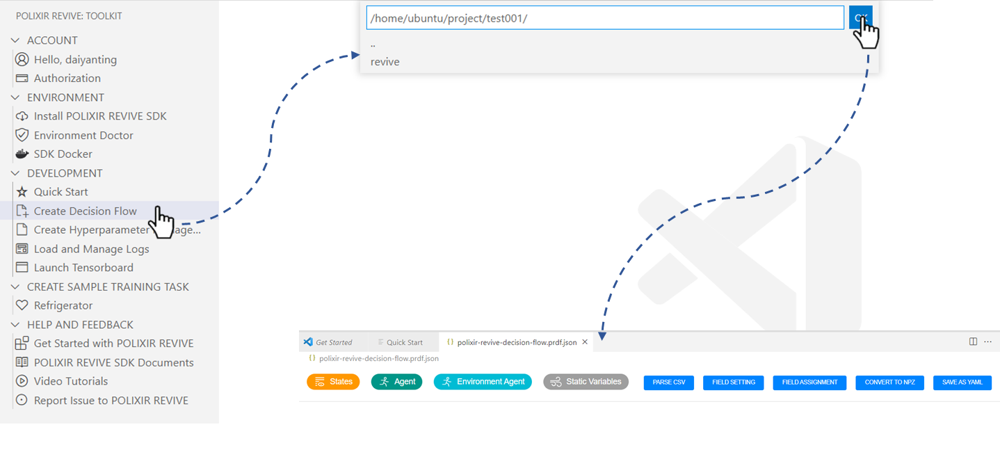 POLIXIR REVIVE: TOOLKIT
ACCOUNT
Hello, daiyanting
Authorization
ENVIRONMENT
Install POLIXIR REVIVE SDK
Environment Doctor
SDK Docker
DEVELOPMENT
Quick Start
Create Decision Flow
Create Hyperparameter
Load and Manage Logs
Launch Tensorboard
CREATE SAMPLE TRAINING TASK
Refrigerator
HELP AND FEEDBACK
Get Started with POLIXIR REVIVE
POLIXIR REVIVE SDK Documents
Video Tutorials
Report Issue to POLIXIR REVIVE
/home/ubuntu/project/test001/ OK
..
revive
Get Started Quick Start {} polixir-revive-decision-flow.prdf.json
{} polixir-revive-decision-flow.prdf.json
States Agent Environment Agent Static Variables PARSE CSV FIELD SETTING FIELD ASSIGNMENT CONVERT TO NPZ SAVE AS YAML